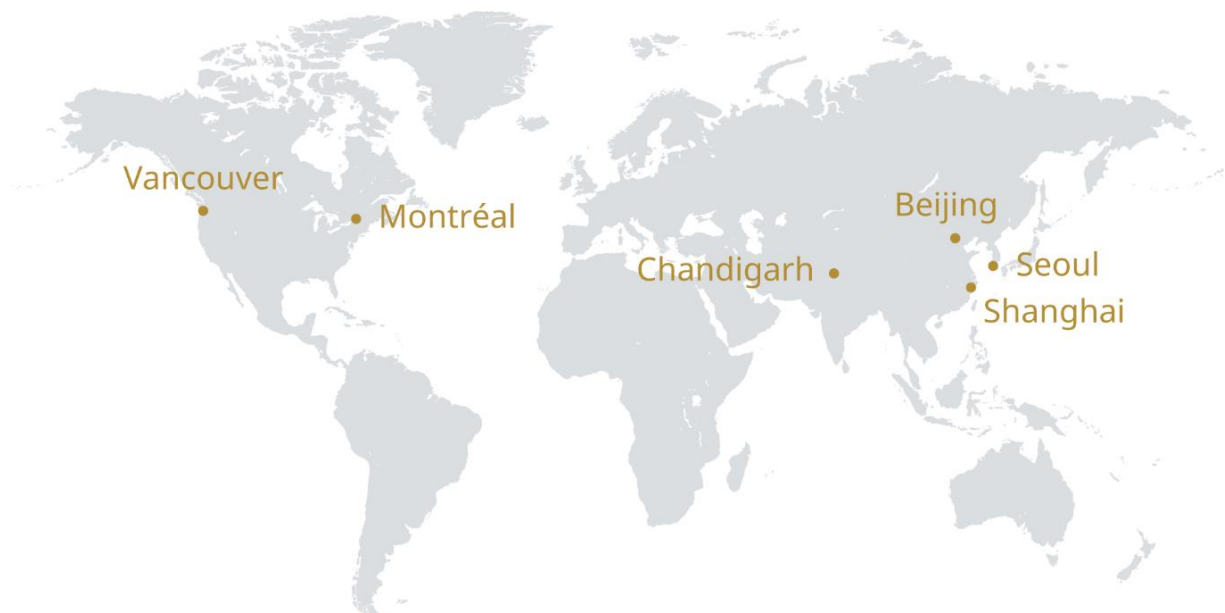 Vancouver
Montréal
Beijing
Chandigarh
Seoul
Shanghai